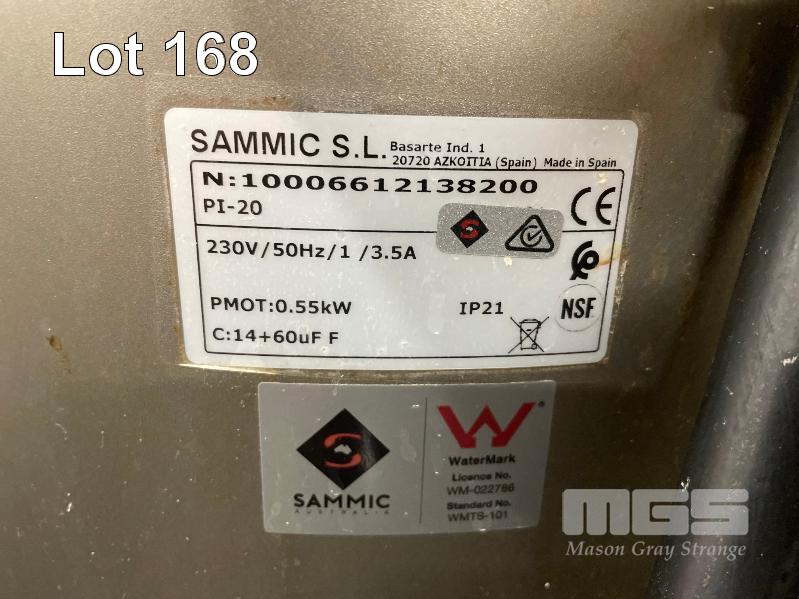 Lot 168
SAMMIC S.L. Basarte Ind. 1
20720 AZKOITIA (Spain) Made in Spain
N:10006612138200
PI-20
CE
230V/50Hz/1 /3.5A
PMOT:0.55kW
IP21
NSF
C:14+60uF F
SAMMIC
AUSTRALIA
W®
WaterMark
Licence No.
WM-022786
Standard No.
WMTS-101
MGS
Mason Gray Strange